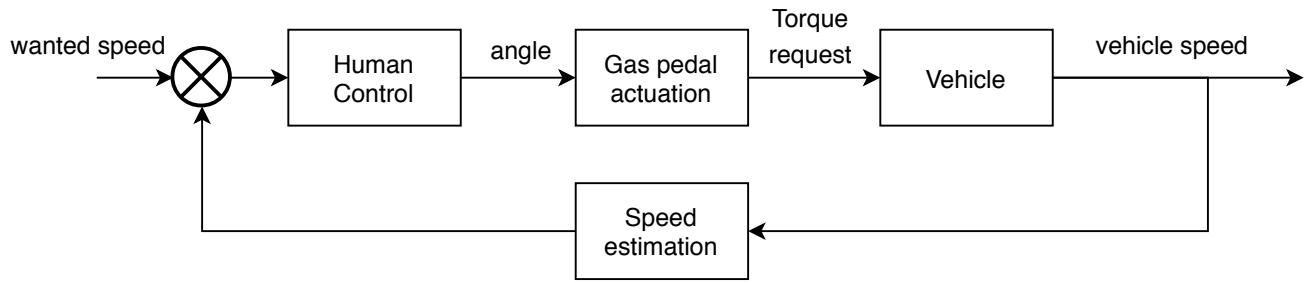 wanted speed
Human
Control
angle
Gas pedal
actuation
Torque
request
Vehicle
vehicle speed
Speed
estimation